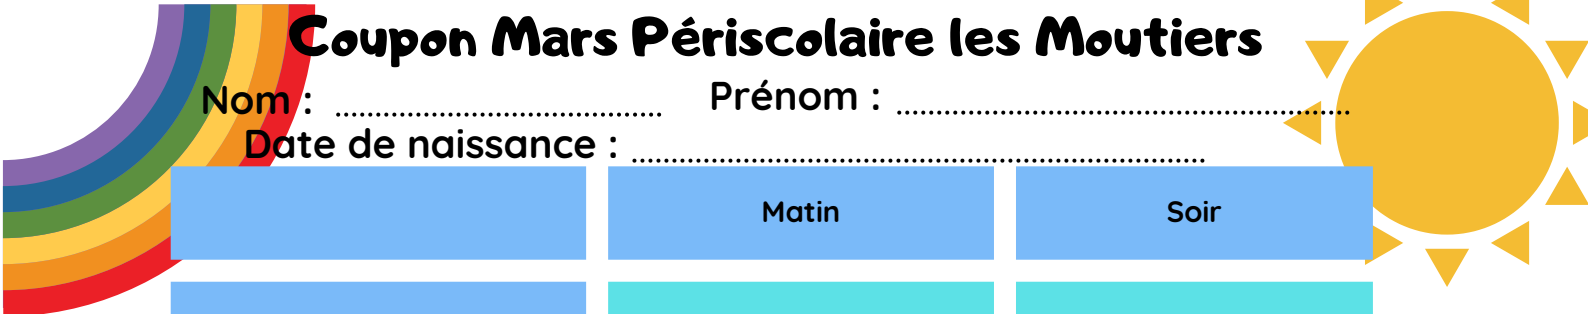 Coupon Mars Périscolaire les Moutiers
Nom : ........................................ Prénom : ........................................................
Date de naissance : .......................................................................
Matin Soir